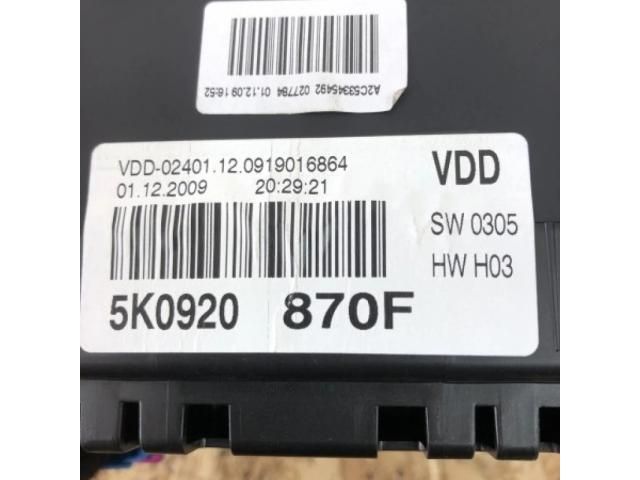 A2C53345492 027784 01.12.09 16:52
VDD-02401.12.0919016864
01.12.2009 20:29:21
VDD
SW 0305
HW H03
5K0920 870F